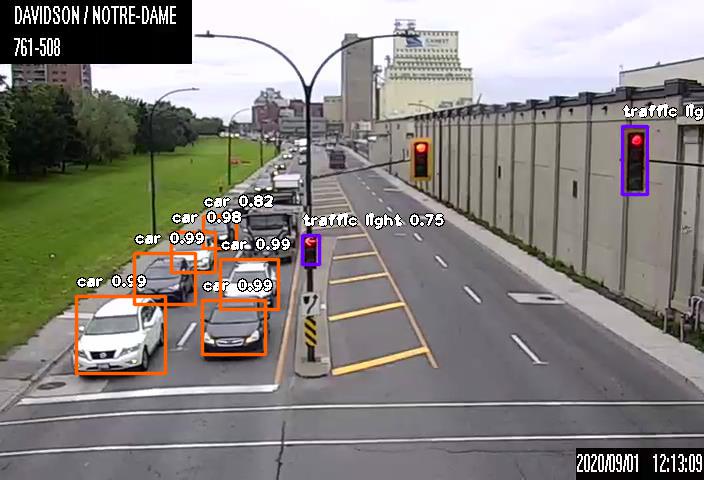 DAVIDSON / NOTRE-DAME
761-508
traffic lig
car 0.82
car 0.98
traffic light 0.75
car 0.99
car 0.99
car 0.99
car 0.99
2020/09/01 12:13:09